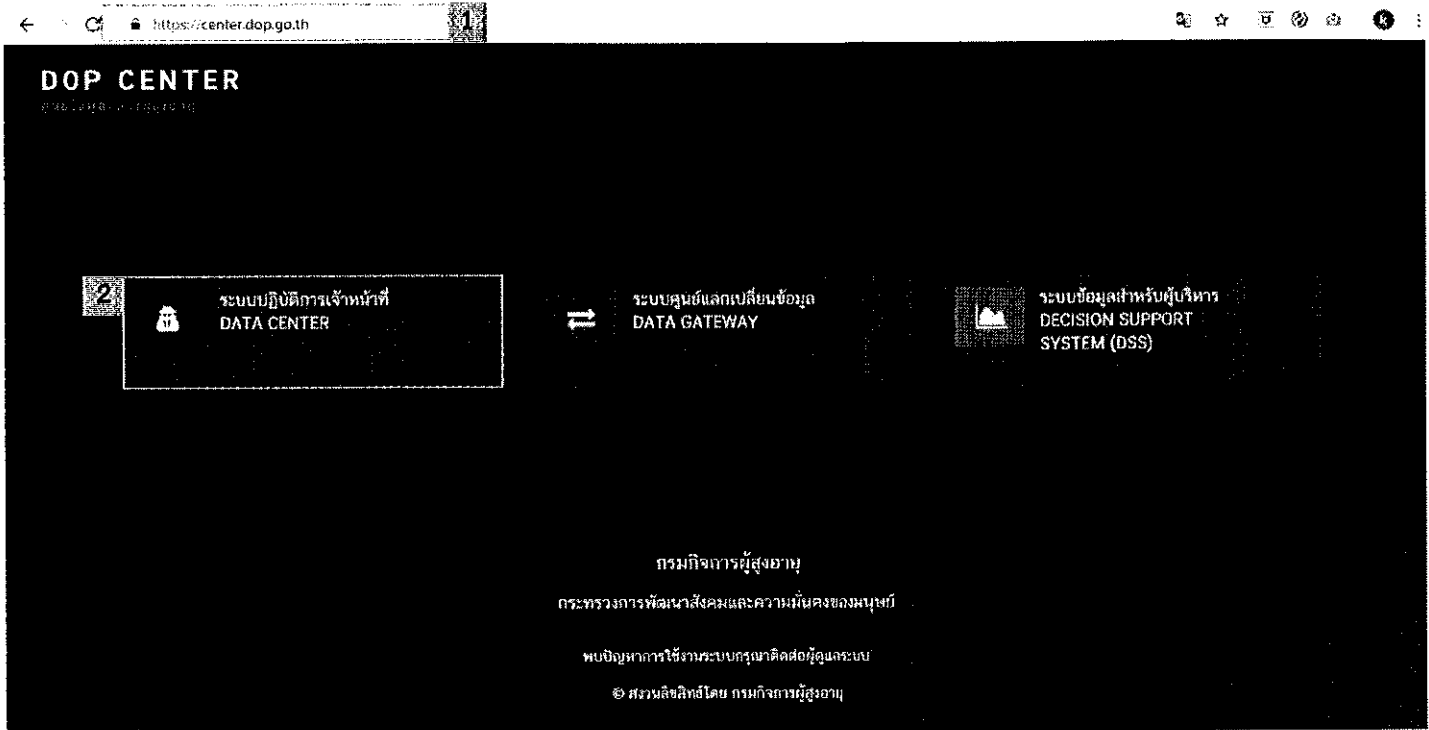 https://center.dop.go.th
1
DOP CENTER
2
ระบบปฏิบัติการเจ้าหน้าที่
DATA CENTER
ระบบศูนย์แลกเปลี่ยนข้อมูล
DATA GATEWAY
ระบบข้อมูลสำหรับผู้บริหาร
DECISION SUPPORT
SYSTEM (DSS)
กรมกิจการผู้สูงอายุ
กระทรวงการพัฒนาสังคมและความมั่นคงของมนุษย์
พบปัญหาการใช้งานระบบกรุณาติดต่อผู้ดูแลระบบ
© สงวนลิขสิทธ์โดย กรมกิจการผู้สูงอายุ